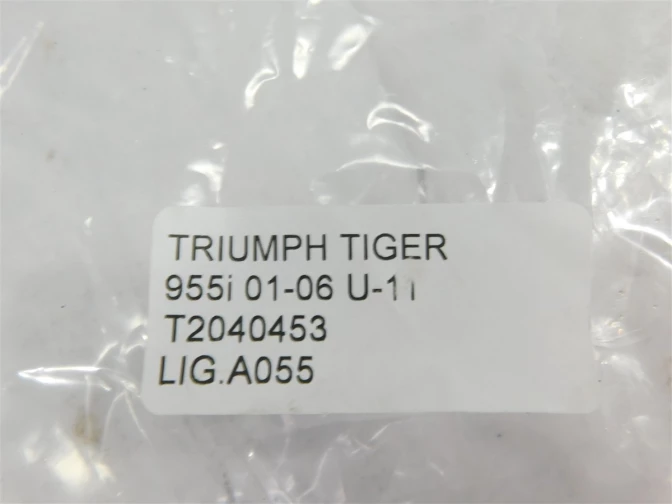 TRIUMPH TIGER
955i 01-06 U-11
T2040453
LIG.A055